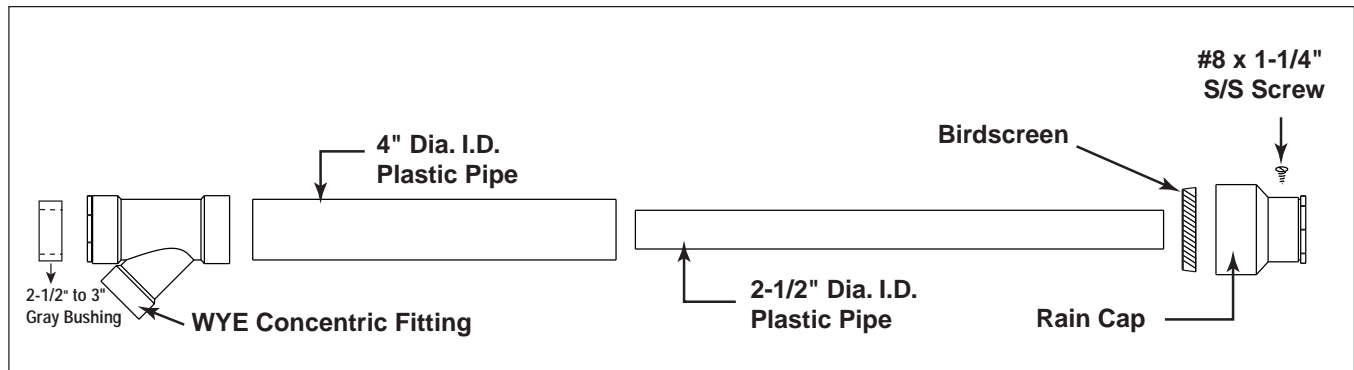 #8 x 1-1/4"
S/S Screw
Birdscreen
4" Dia. I.D.
Plastic Pipe
2-1/2" to 3"
Gray Bushing
WYE Concentric Fitting
2-1/2" Dia. I.D.
Plastic Pipe
Rain Cap